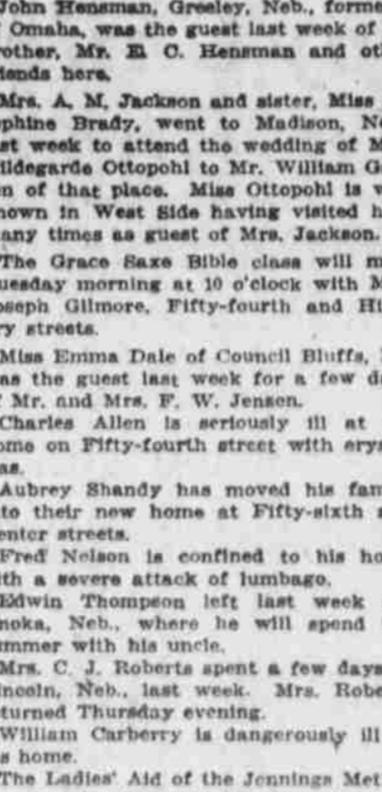 John Hensman, Greeley, Neb., forme
f Omaha, was the guest last week of
rother, Mr. E. C. Hensman and oth
iends here.
Mrs. A. M. Jackson and sister, Miss
ephine Brady, went to Madison, Ne
st week to attend the wedding of M
ildegarde Ottopohl to Mr. William G
en of that place. Miss Ottopohl is w
nown in West Side having visited h
any times as guest of Mrs. Jackson.
The Grace Saxe Bible class will m
uesday morning at 10 o'clock with M
oseph Gilmore, Fifty-fourth and Hi
ry streets.
Miss Emma Dale of Council Bluffs,
as the guest last week for a few da
f Mr. and Mrs. F. W. Jensen.
Charles Allen is seriously ill at
ome on Fifty-fourth street with erys
as.
Aubrey Shandy has moved his fam
to their new home at Fifty-sixth a
enter streets.
Fred Nelson is confined to his ho
ith a severe attack of lumbago.
Edwin Thompson left last week
noka, Neb., where he will spend
ummer with his uncle.
Mrs. C. J. Roberts spent a few days
incoln, Neb., last week. Mrs. Robe
turned Thursday evening.
William Carberry is dangerously ill
s home.
The Ladies' Aid of the Jennings Met